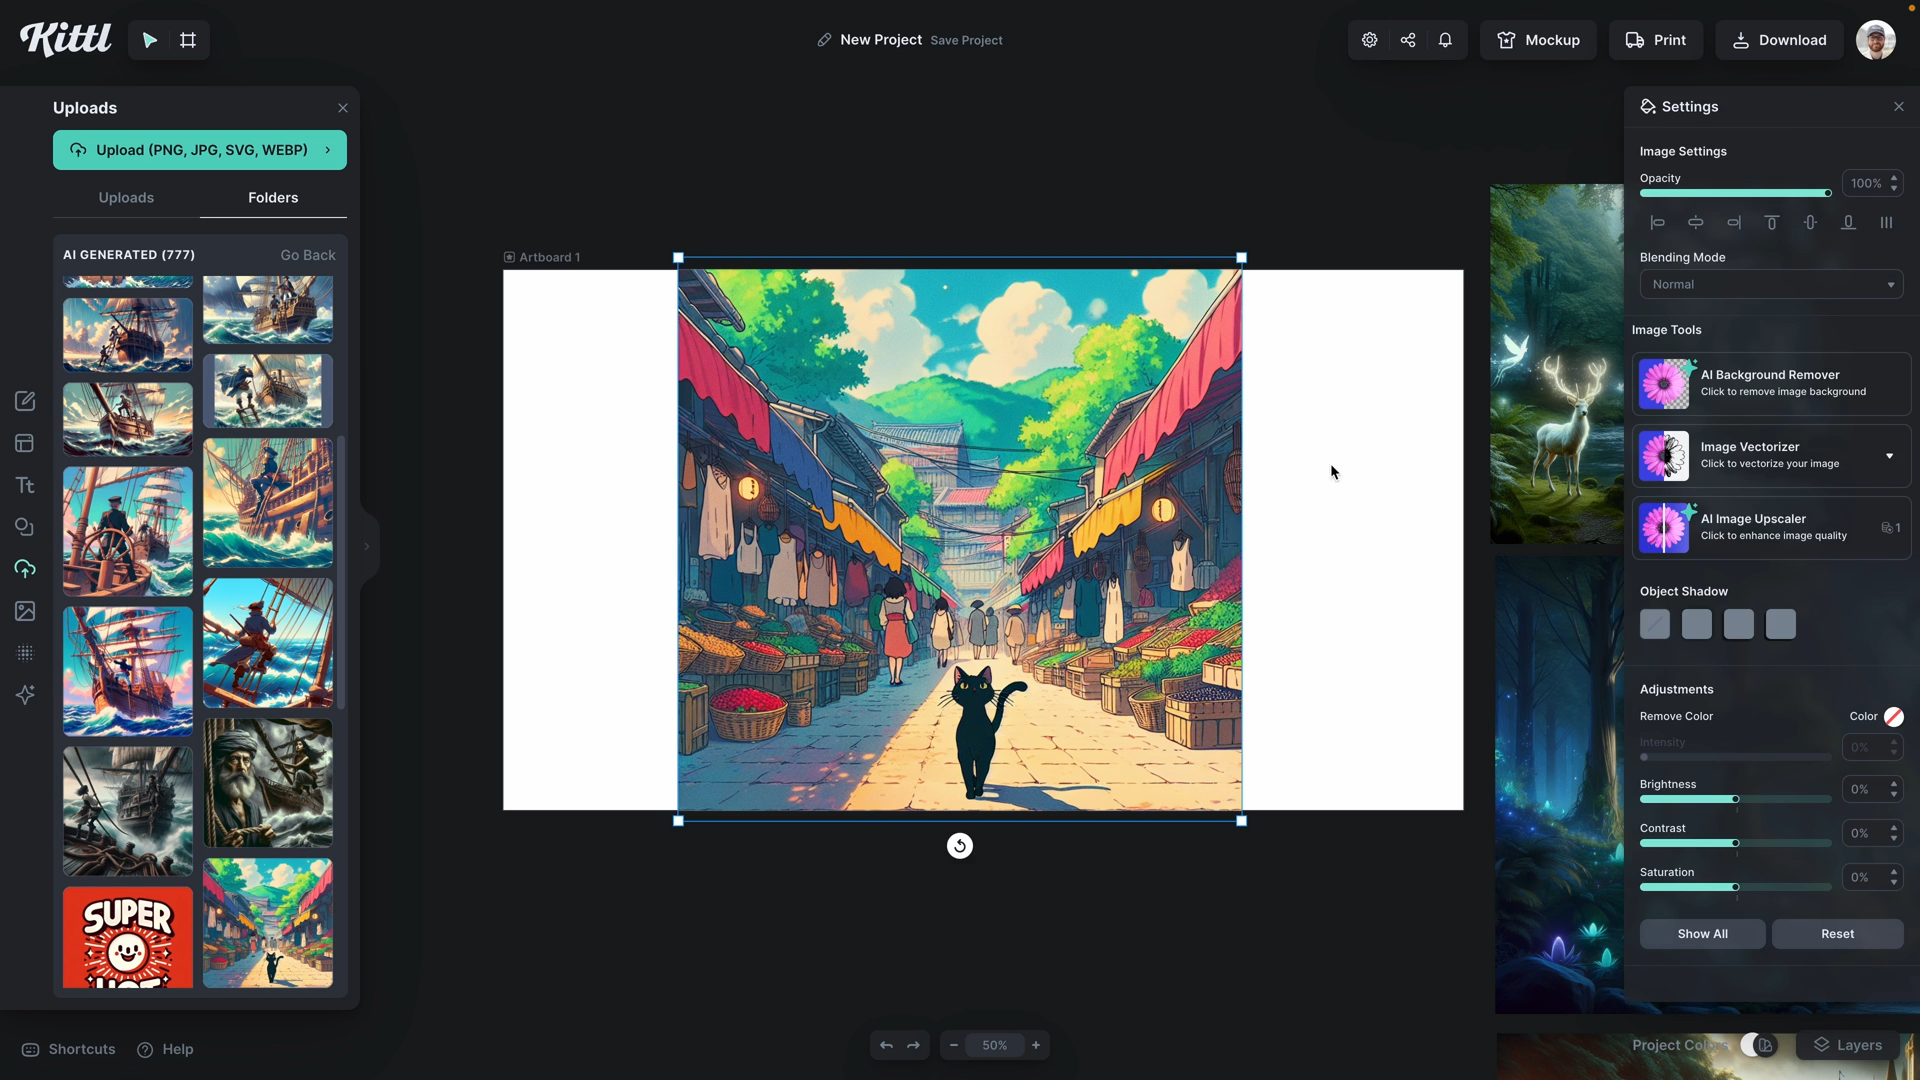 Kittl
New Project Save Project
Mockup
Print
Download
Uploads
Upload (PNG, JPG, SVG, WEBP)
Uploads
Folders
AI GENERATED (777)
Go Back
SUPER
HOT
Shortcuts
Help
Artboard 1
50%
Settings
Image Settings
Opacity
100%
Blending Mode
Normal
Image Tools
AI Background Remover
Click to remove image background
Image Vectorizer
Click to vectorize your image
AI Image Upscaler
Click to enhance image quality
1
Object Shadow
Adjustments
Remove Color
Color
Intensity
0%
Brightness
0%
Contrast
0%
Saturation
0%
Show All
Reset
Project Colors
Layers